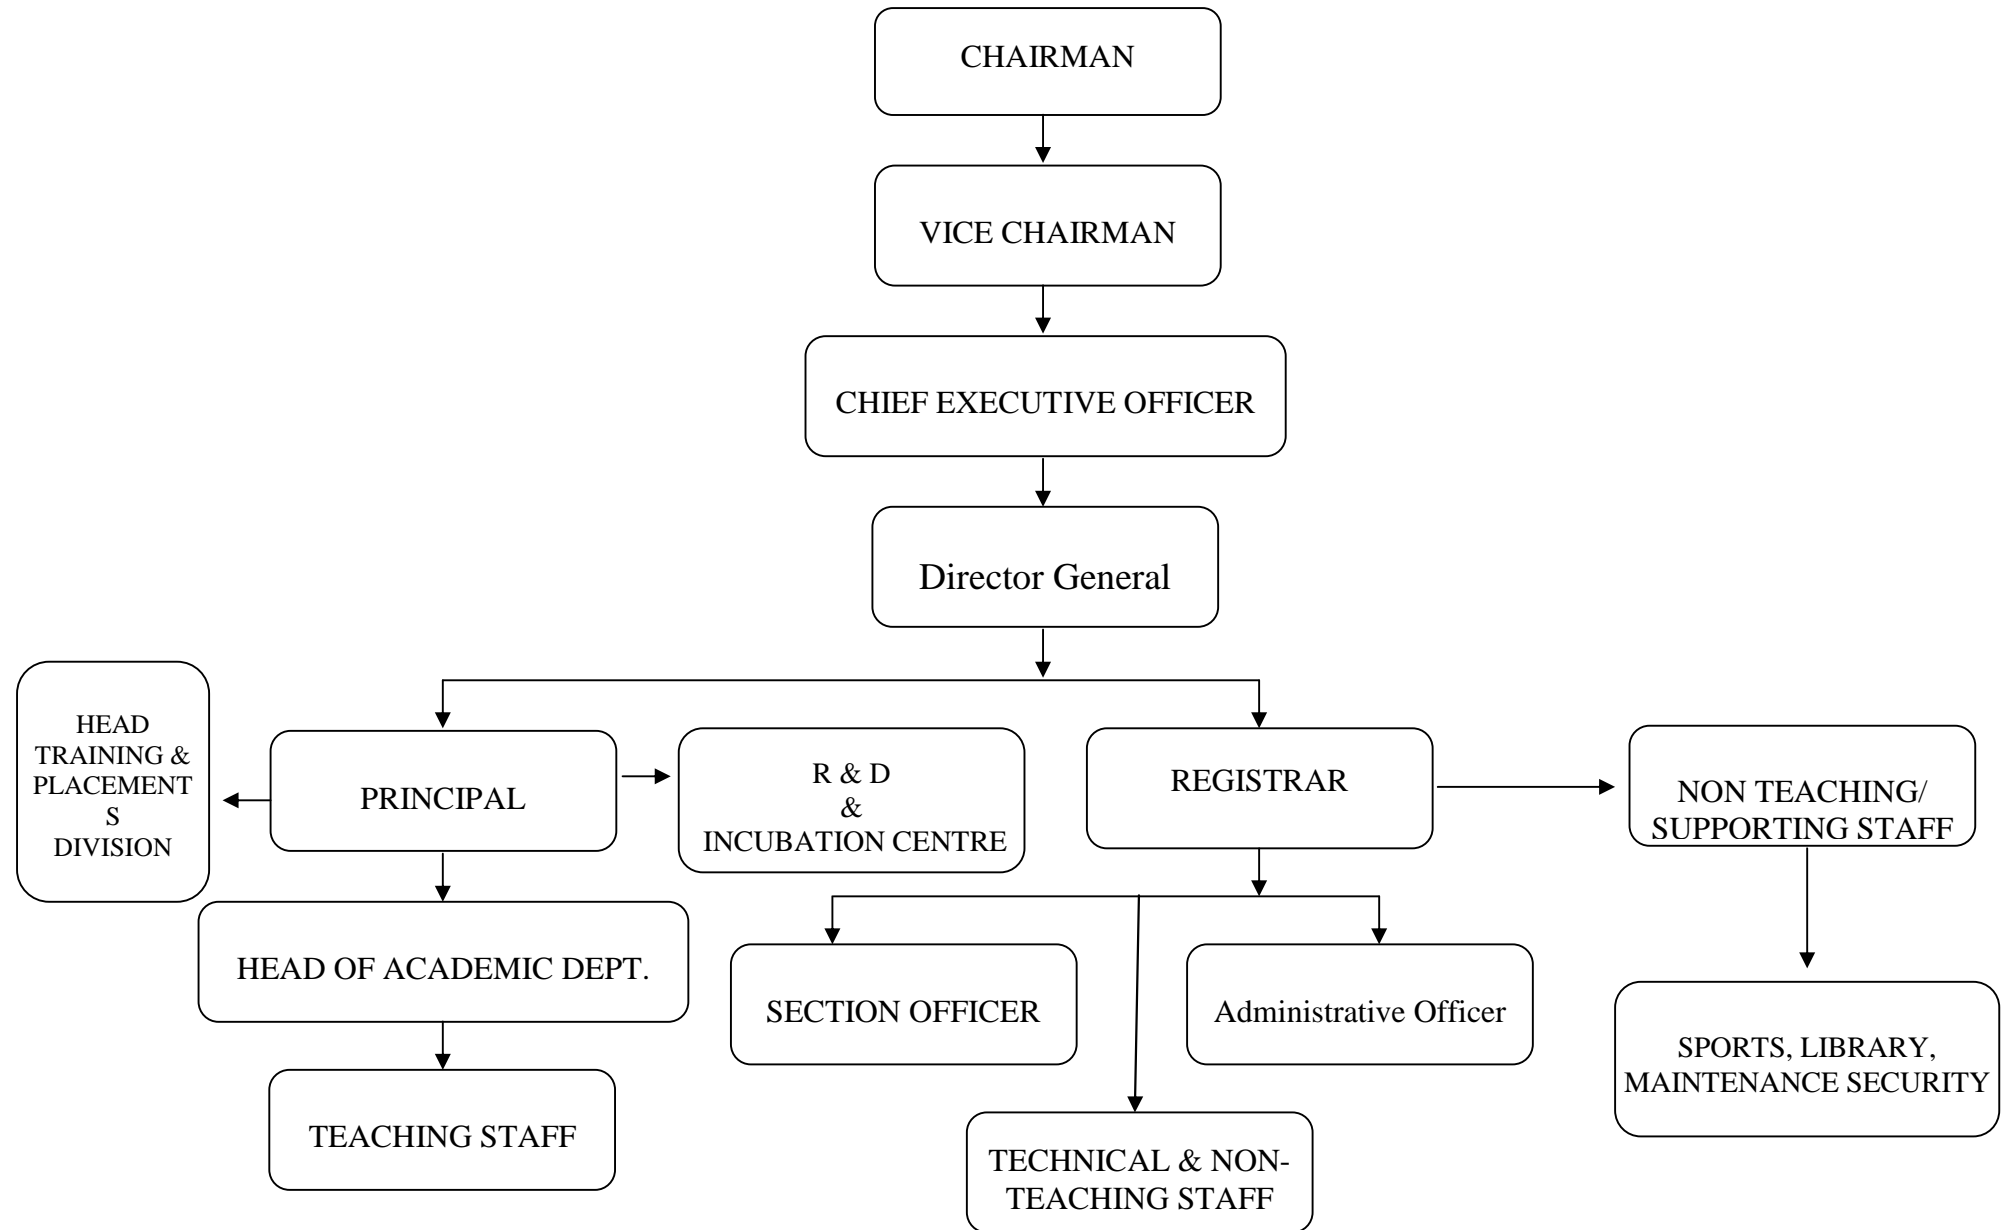 CHAIRMAN
VICE CHAIRMAN
CHIEF EXECUTIVE OFFICER
Director General
HEAD
TRAINING &
PLACEMENT
S
DIVISION
PRINCIPAL
R & D
&
INCUBATION CENTRE
REGISTRAR
NON TEACHING/
SUPPORTING STAFF
HEAD OF ACADEMIC DEPT.
SECTION OFFICER
Administrative Officer
SPORTS, LIBRARY,
MAINTENANCE SECURITY
TEACHING STAFF
TECHNICAL & NON-
TEACHING STAFF